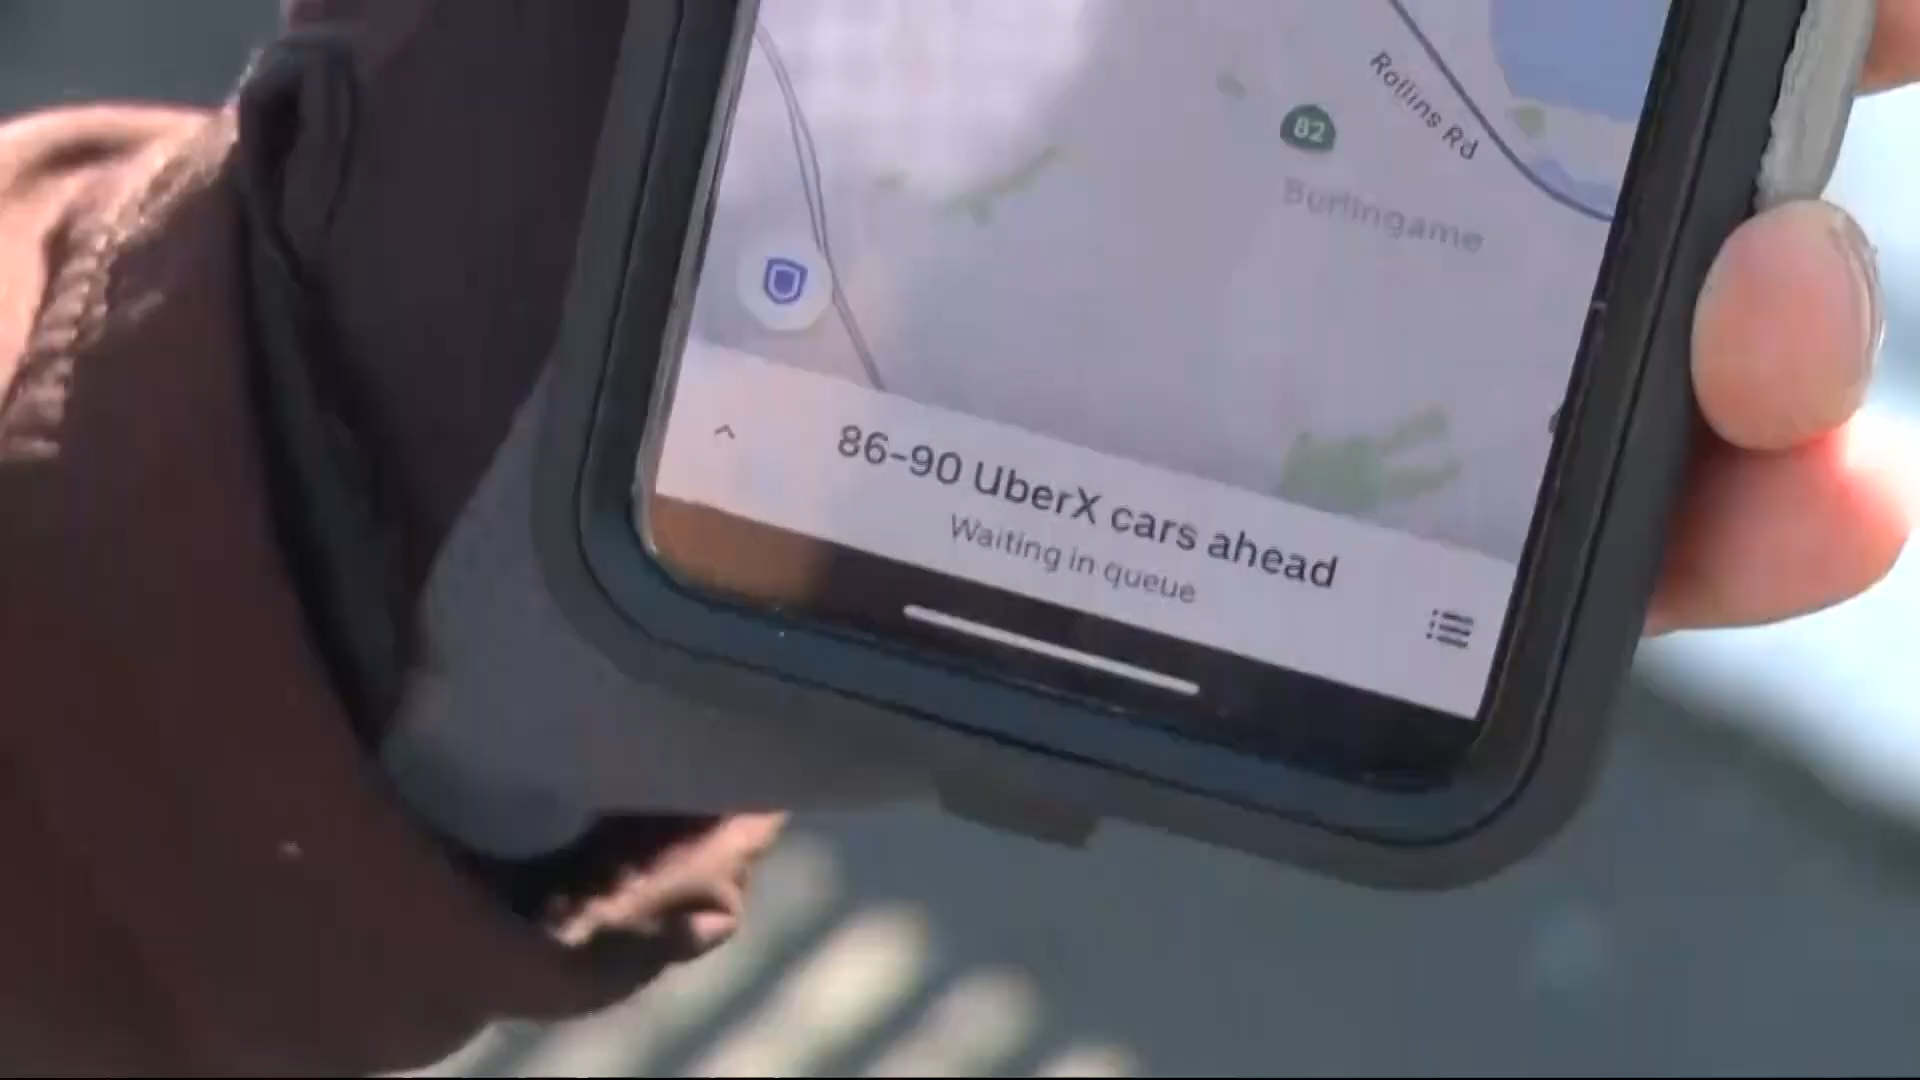 Rollins Rd
82
Burlingame
86-90 UberX cars ahead
Waiting in queue